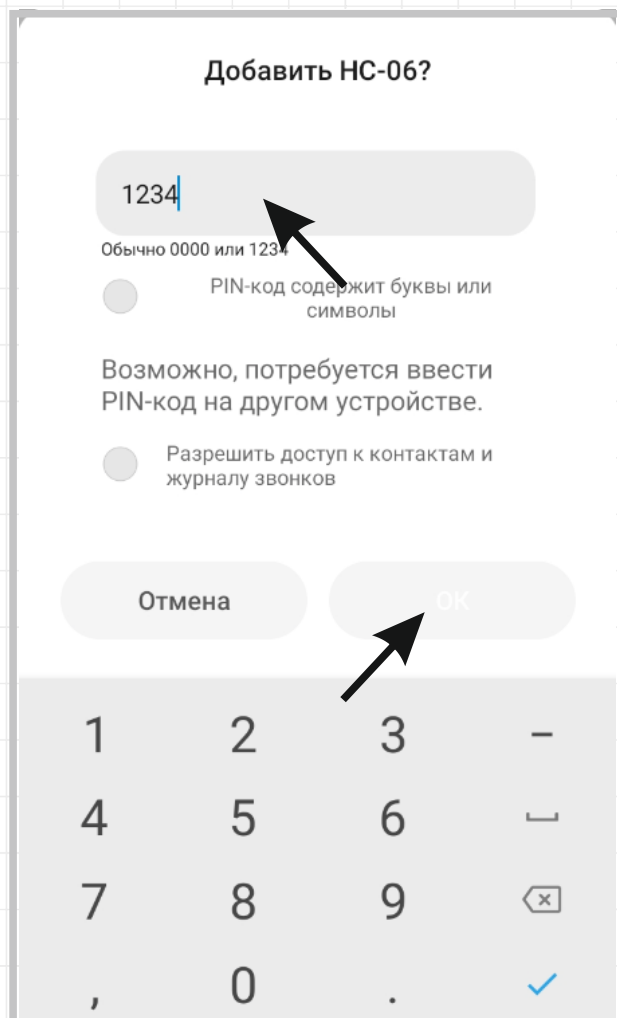 Добавить HC-06?
1234
Обычно 0000 или 1234
PIN-код содержит буквы или
символы
Возможно, потребуется ввести
PIN-код на другом устройстве.
Разрешить доступ к контактам и
журналу звонков
Отмена OK
1 2 3 –
4 5 6
7 8 9
, 0 .